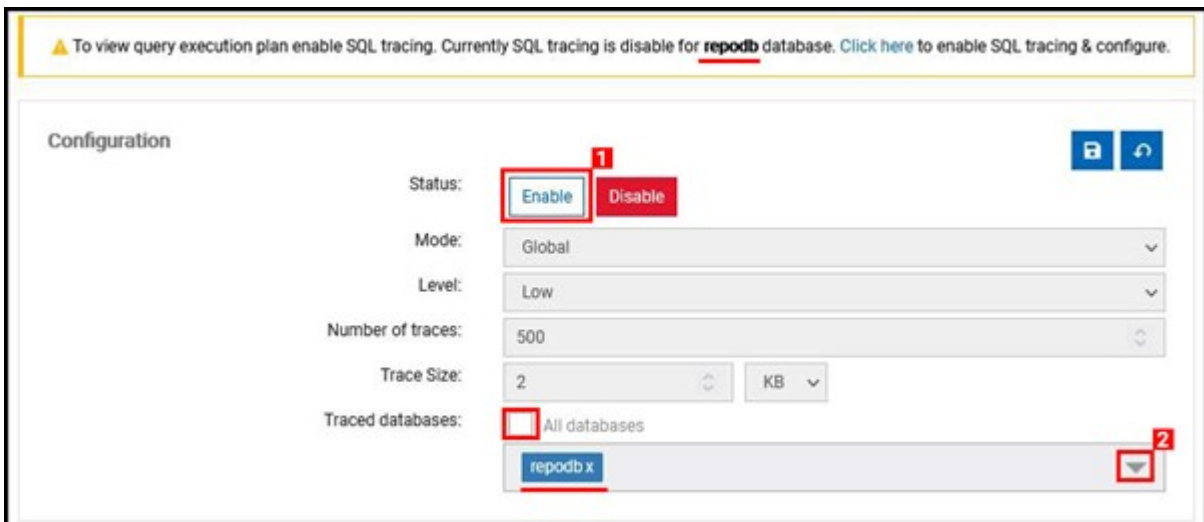 To view query execution plan enable SQL tracing. Currently SQL tracing is disable for repodb database. Click here to enable SQL tracing & configure.
Configuration
1
Status: Enable Disable
Mode: Global
Level: Low
Number of traces: 500
Trace Size: 2 KB
Traced databases: All databases
2
repodb x